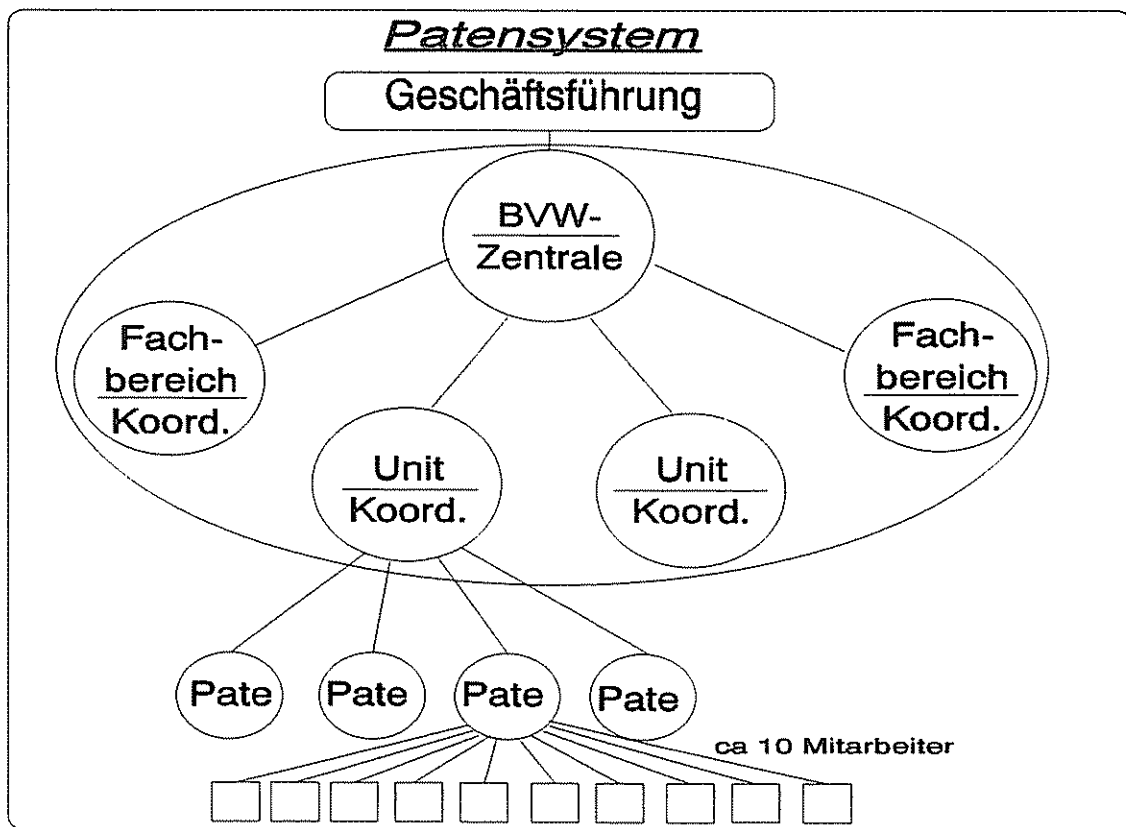 Patensystem
Geschäftsführung
BVW-
Zentrale
Fach-
bereich
Koord.
Fach-
bereich
Koord.
Unit
Koord.
Unit
Koord.
Pate
Pate
Pate
Pate
ca 10 Mitarbeiter